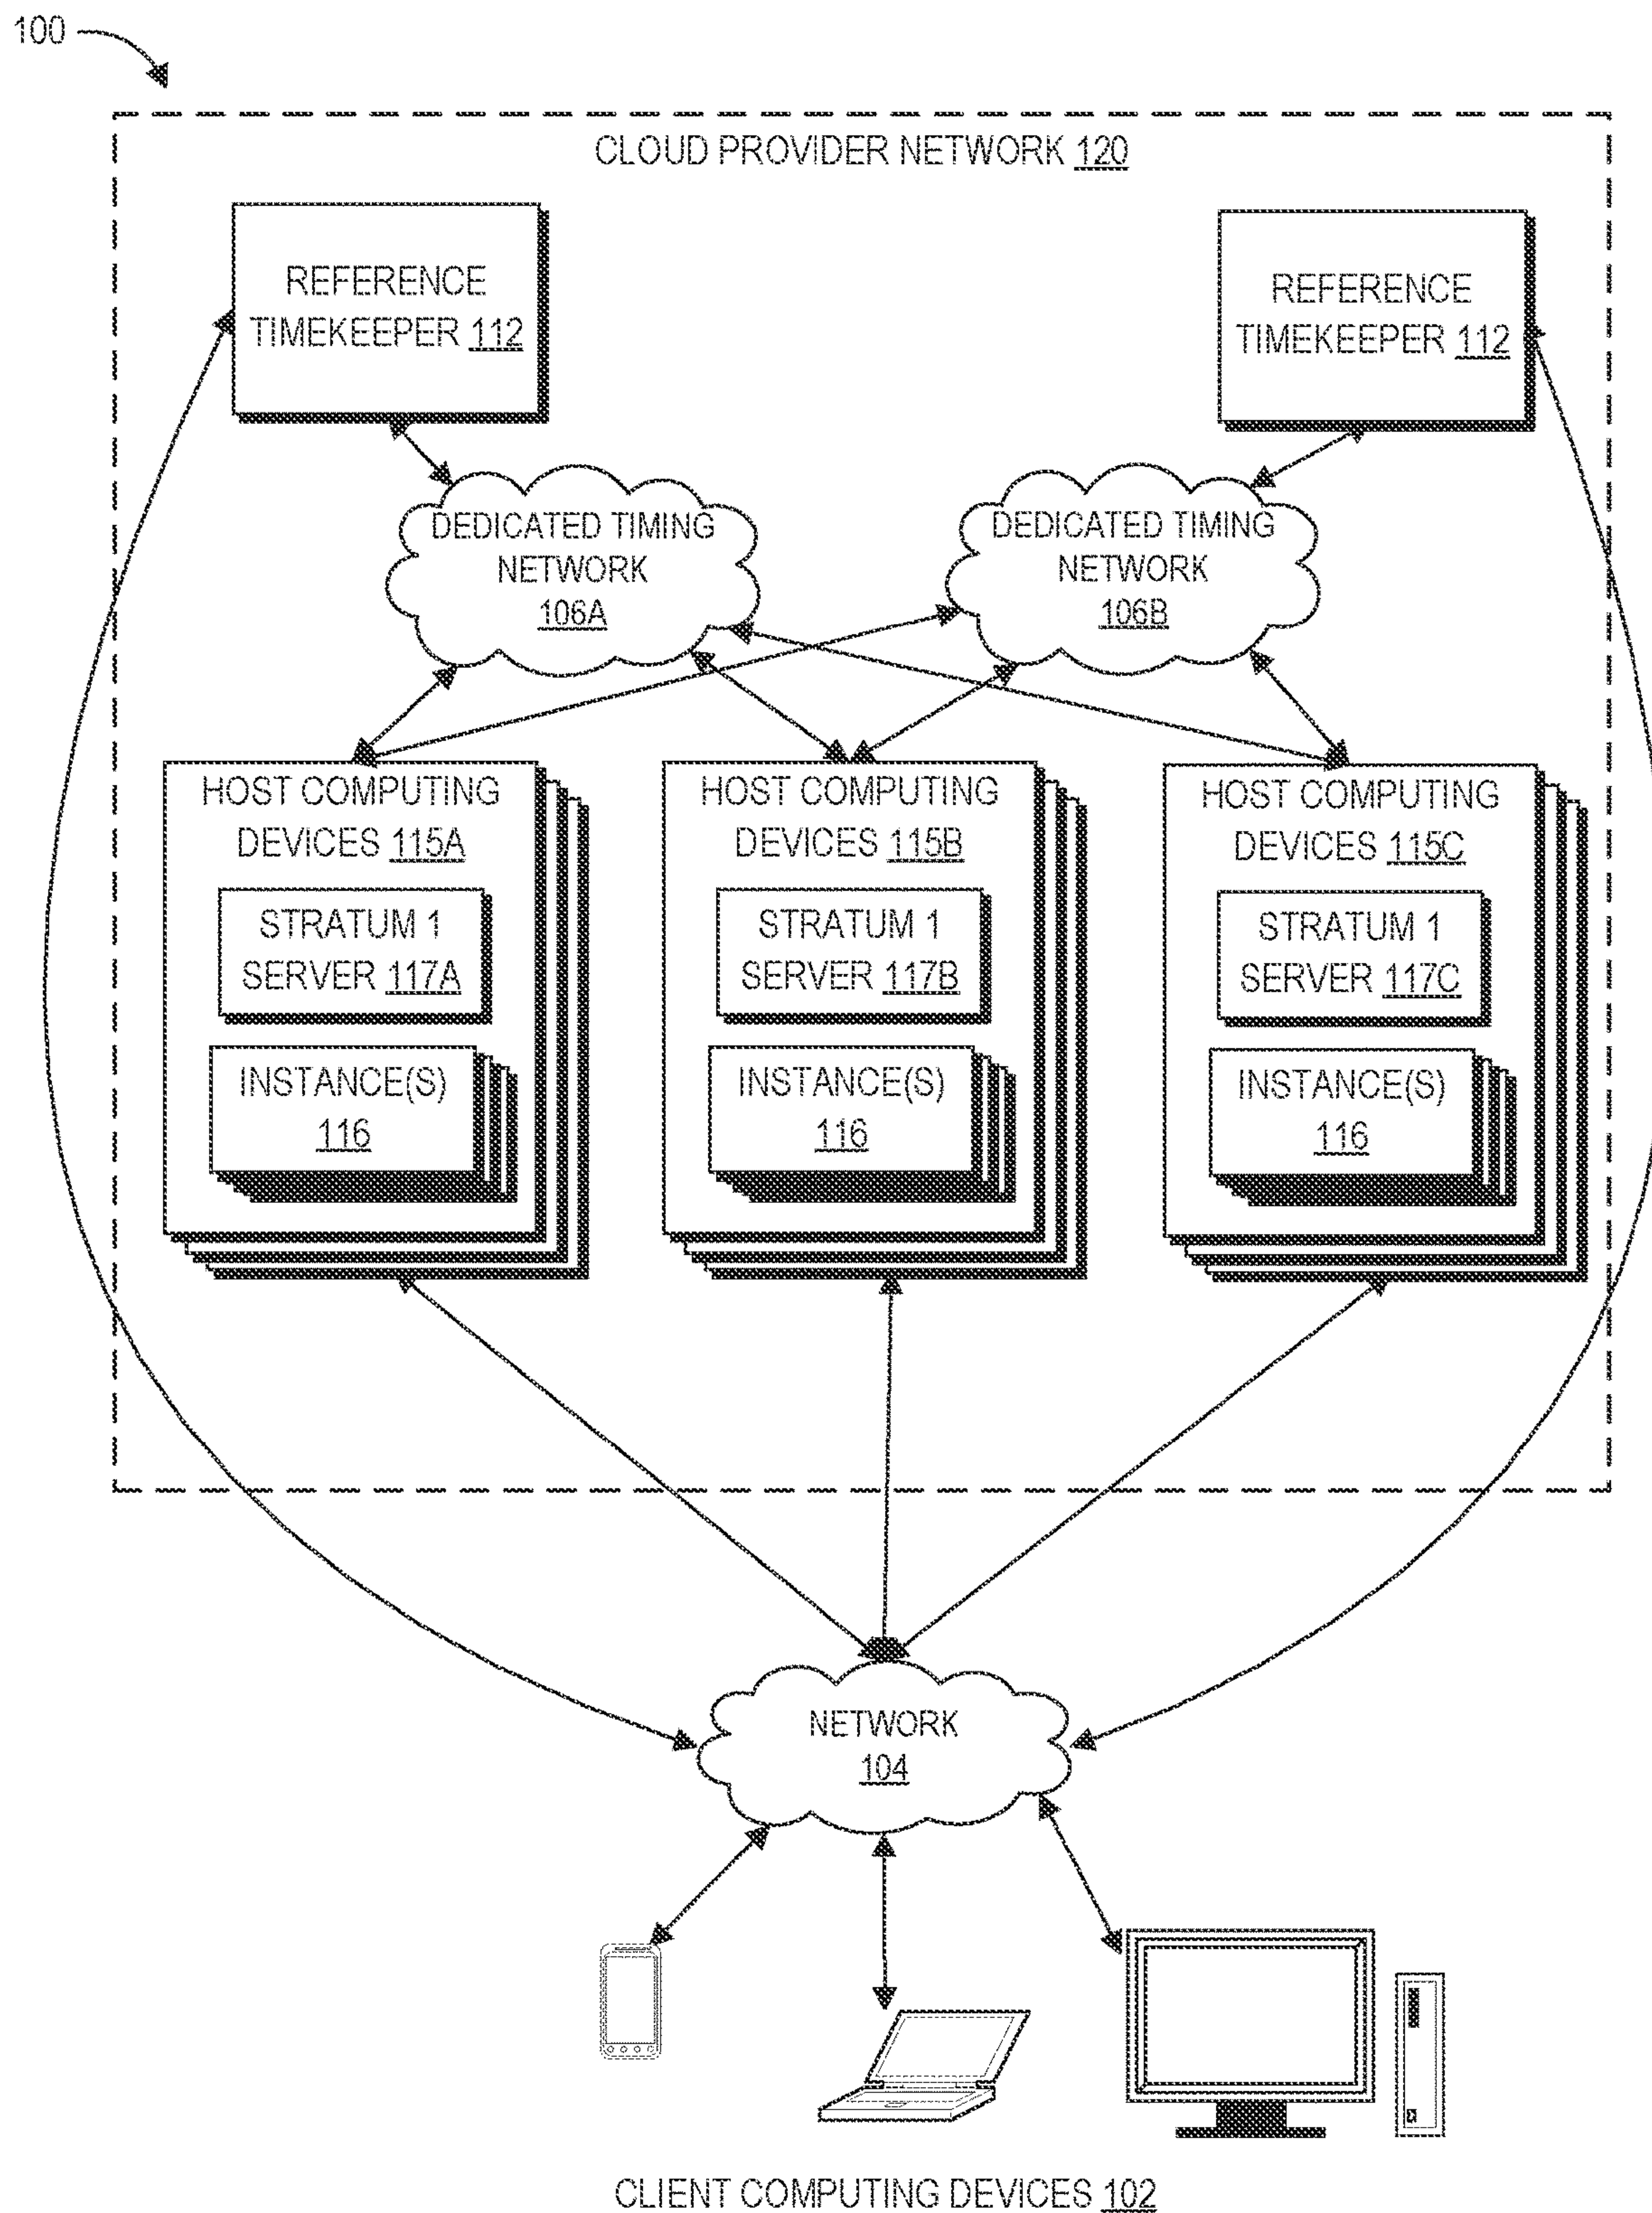 100
CLOUD PROVIDER NETWORK 120
REFERENCE
TIMEKEEPER 112
REFERENCE
TIMEKEEPER 112
DEDICATED TIMING
NETWORK
106A
DEDICATED TIMING
NETWORK
106B
HOST COMPUTING
DEVICES 115A
STRATUM 1
SERVER 117A
INSTANCE(S)
116
HOST COMPUTING
DEVICES 115B
STRATUM 1
SERVER 117B
INSTANCE(S)
116
HOST COMPUTING
DEVICES 115C
STRATUM 1
SERVER 117C
INSTANCE(S)
116
NETWORK
104
CLIENT COMPUTING DEVICES 102